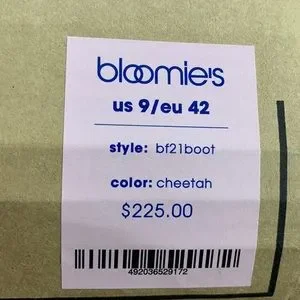 bloomie's
us 9/eu 42
style: bf21boot
color: cheetah
$225.00
492036529172